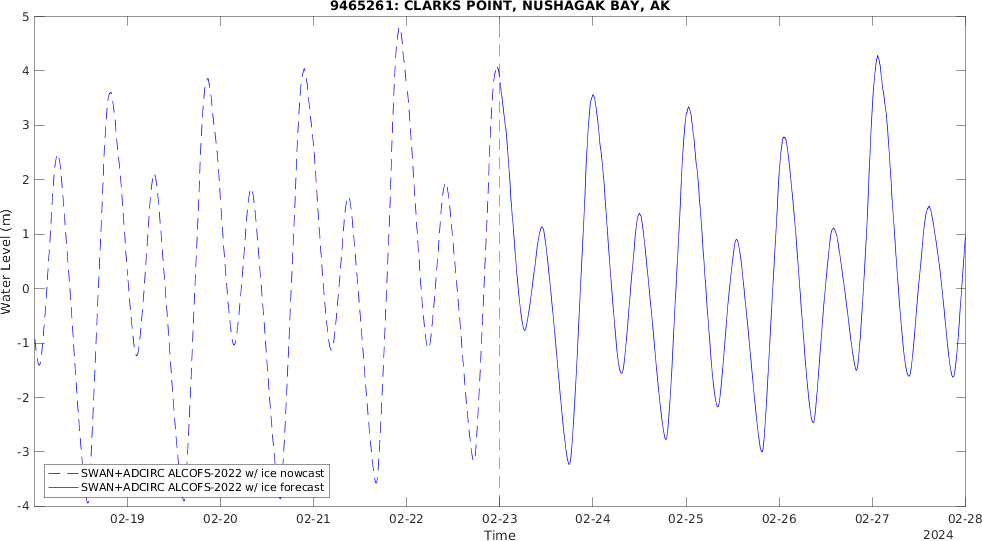 9465261: CLARKS POINT, NUSHAGAK BAY, AK
5
4
3
2
1
0
-1
-2
-3
-4
Water Level (m)
SWAN+ADCIRC ALCOFS-2022 w/ ice nowcast
SWAN+ADCIRC ALCOFS-2022 w/ ice forecast
02-19 02-20 02-21 02-22 02-23 02-24 02-25 02-26 02-27 02-28
Time
2024